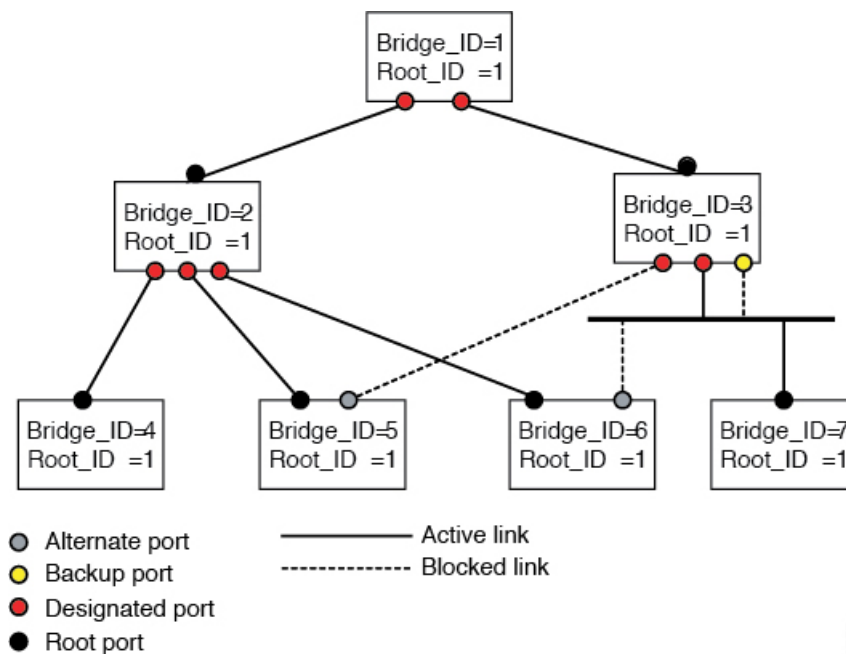 Bridge_ID=1
Root_ID =1
Bridge_ID=2
Root_ID =1
Bridge_ID=3
Root_ID =1
Bridge_ID=4
Root_ID =1
Bridge_ID=5
Root_ID =1
Bridge_ID=6
Root_ID =1
Bridge_ID=7
Root_ID =1
Alternate port
Backup port
Designated port
Root port
Active link
Blocked link